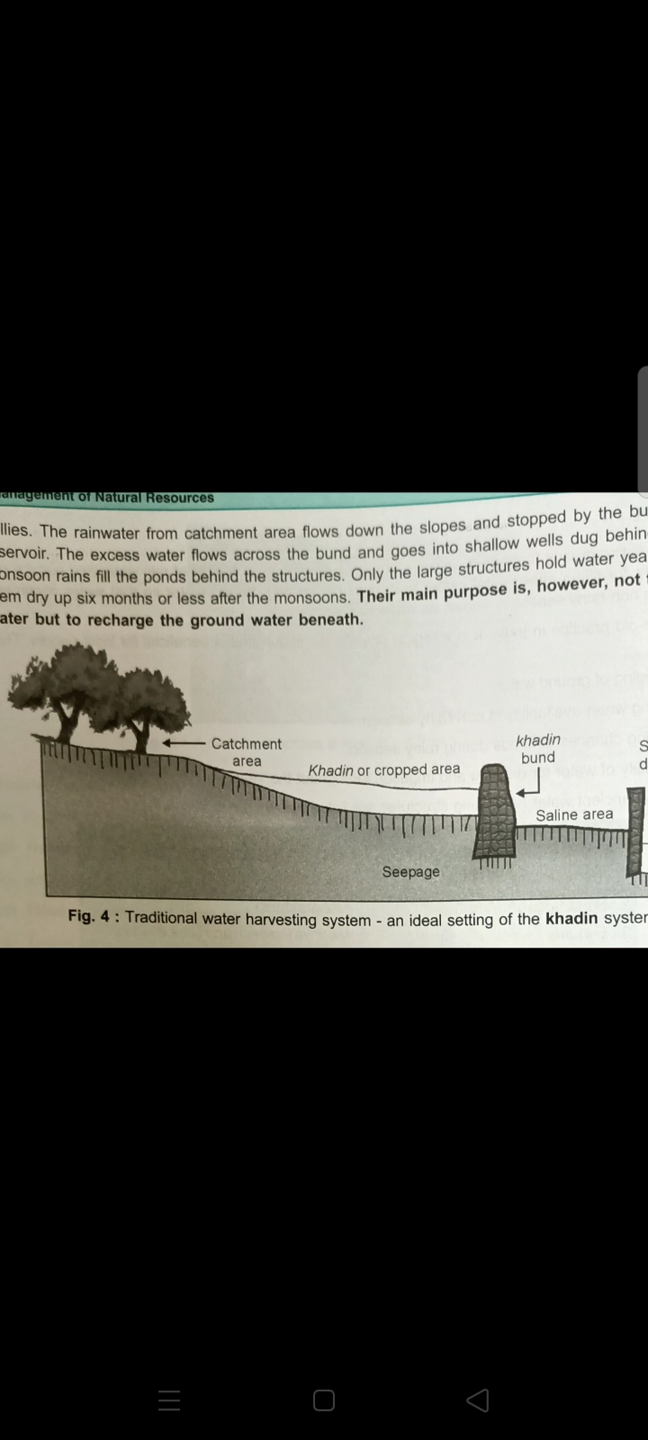 anagement of Natural Resources
llies. The rainwater from catchment area flows down the slopes and stopped by the bu
servoir. The excess water flows across the bund and goes into shallow wells dug behin
onsoon rains fill the ponds behind the structures. Only the large structures hold water yea
em dry up six months or less after the monsoons. Their main purpose is, however, not
ater but to recharge the ground water beneath.
Catchment
area
Khadin or cropped area
khadin
bund
S
d
Saline area
Seepage
Fig. 4 : Traditional water harvesting system - an ideal setting of the khadin syster